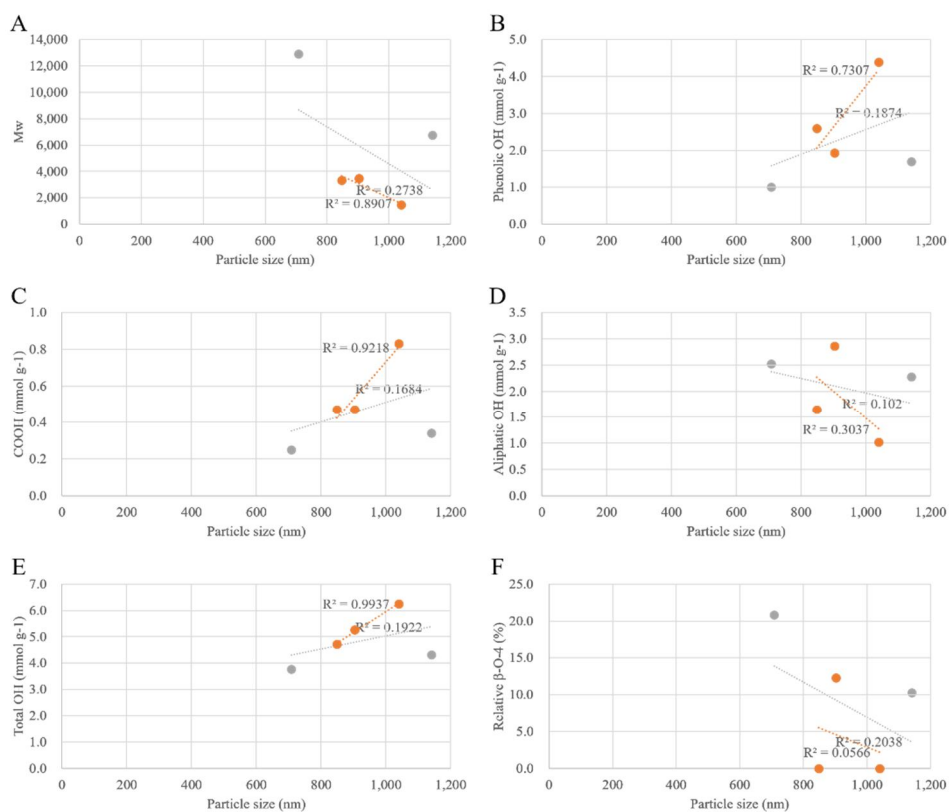 A
14,000
12,000
10,000
8,000
6,000
4,000
2,000
0
Mw
R² = 0.2738
R² = 0.8907
0 200 400 600 800 1,000 1,200
Particle size (nm)
B
5.0
4.0
3.0
2.0
1.0
0.0
Phenolic OH (mmol g-1)
R² = 0.7307
R² = 0.1874
0 200 400 600 800 1,000 1,200
Particle size (nm)
C
1.0
0.8
0.6
0.4
0.2
0.0
COOH (mmol g-1)
R² = 0.9218
R² = 0.1684
0 200 400 600 800 1,000 1,200
Particle size (nm)
D
3.5
3.0
2.5
2.0
1.5
1.0
0.5
0.0
Aliphatic OH (mmol g-1)
R² = 0.102
R² = 0.3037
0 200 400 600 800 1,000 1,200
Particle size (nm)
E
7.0
6.0
5.0
4.0
3.0
2.0
1.0
0.0
Total OH (mmol g-1)
R² = 0.9937
R² = 0.1922
0 200 400 600 800 1,000 1,200
Particle size (nm)
F
25.0
20.0
15.0
10.0
5.0
0.0
Relative β-O-4 (%)
R² = 0.2038
R² = 0.0566
0 200 400 600 800 1,000 1,200
Particle size (nm)